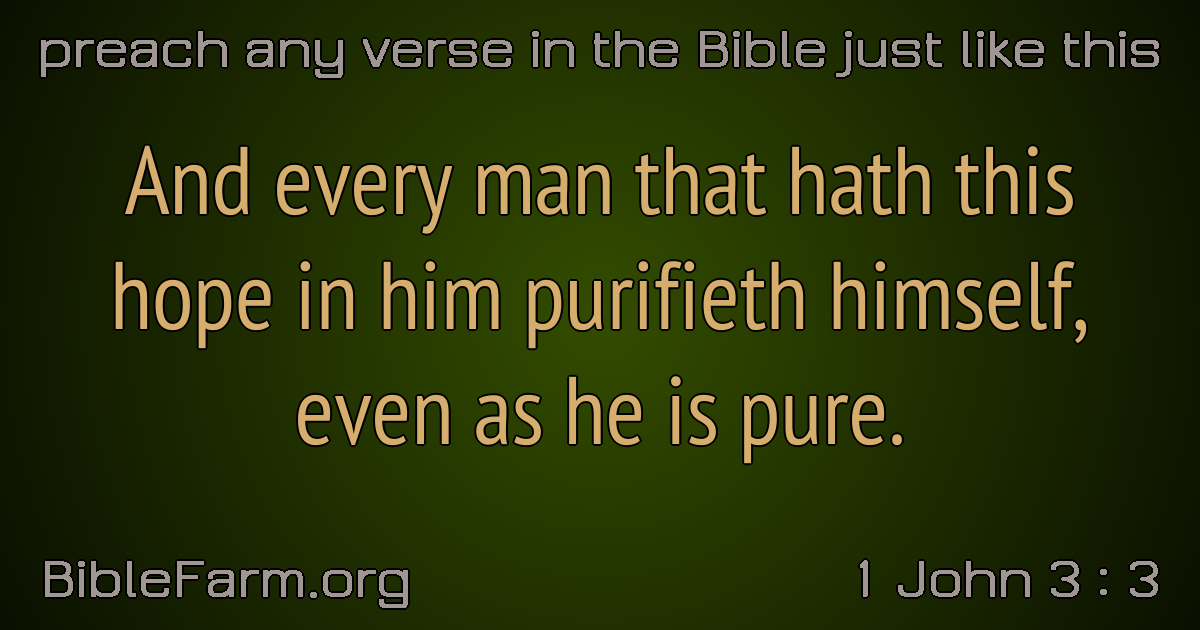 preach any verse in the Bible just like this
And every man that hath this
hope in him purifieth himself,
even as he is pure.
BibleFarm.org
1 John 3 : 3